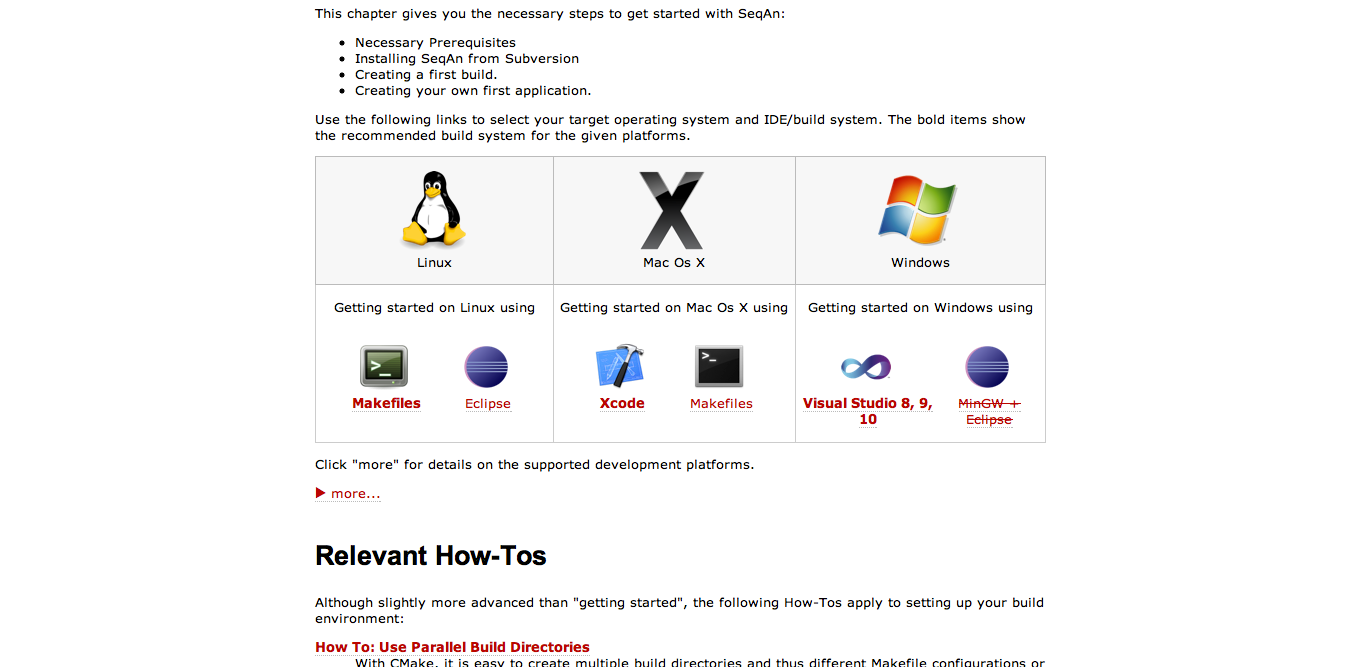 This chapter gives you the necessary steps to get started with SeqAn:
Necessary Prerequisites
Installing SeqAn from Subversion
Creating a first build.
Creating your own first application.
Use the following links to select your target operating system and IDE/build system. The bold items show
the recommended build system for the given platforms.
Linux
Mac Os X
Windows
Getting started on Linux using
Makefiles
Eclipse
Getting started on Mac Os X using
Xcode
Makefiles
Getting started on Windows using
Visual Studio 8, 9,
10
MinGW +
Eclipse
Click "more" for details on the supported development platforms.
more...
Relevant How-Tos
Although slightly more advanced than "getting started", the following How-Tos apply to setting up your build
environment:
How To: Use Parallel Build Directories
With CMake, it is easy to create multiple build directories and thus different Makefile configurations or